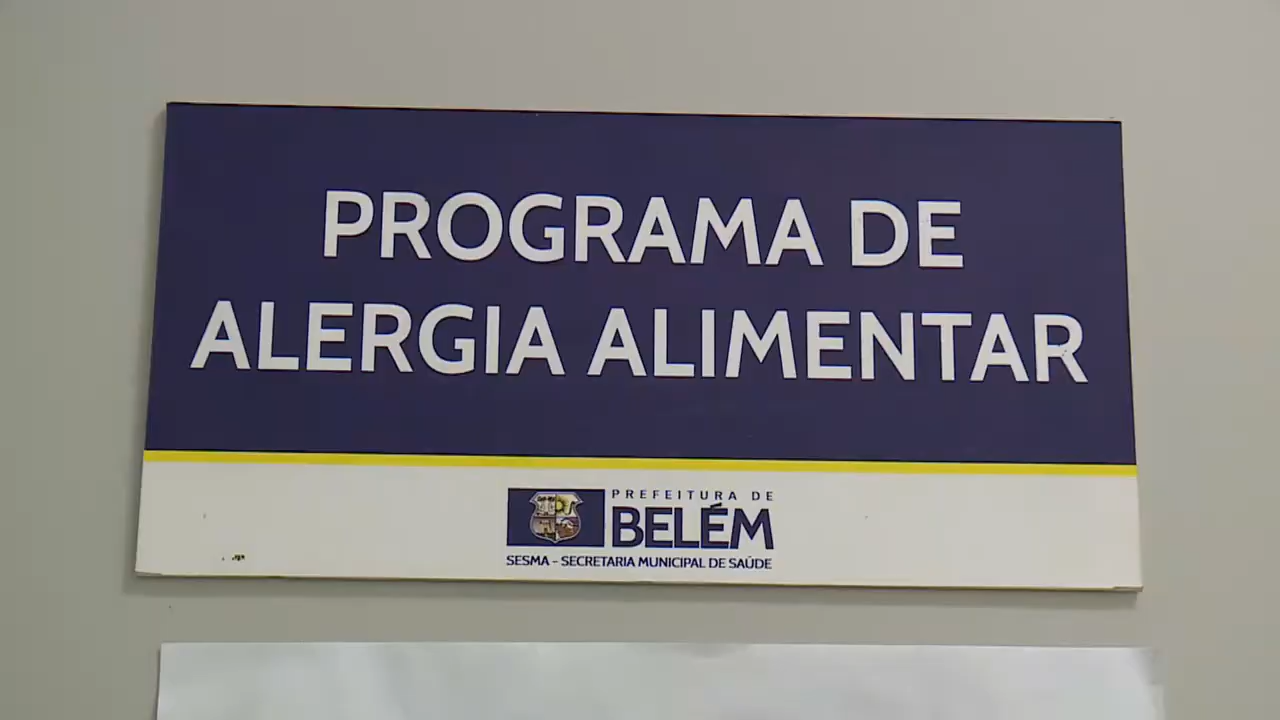 PROGRAMA DE
ALERGIA ALIMENTAR
PREFEITURA DE
BELÉM
SESMA - SECRETARIA MUNICIPAL DE SAÚDE